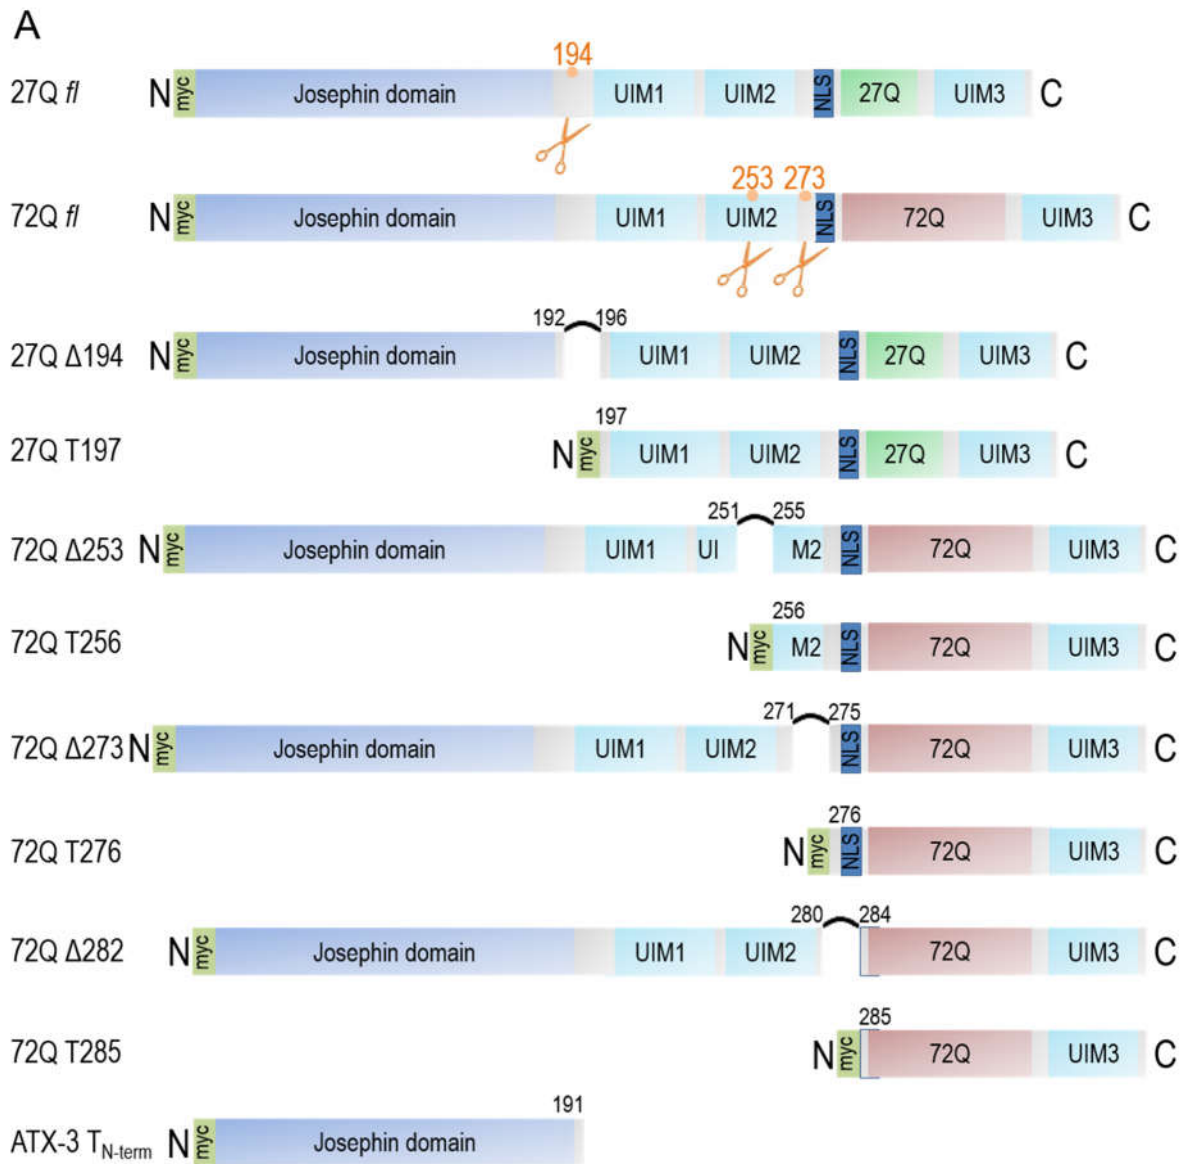 A
194
27Q fl N myc Josephin domain UIM1 UIM2 NLS 27Q UIM3 C
253 273
72Q fl N myc Josephin domain UIM1 UIM2 NLS 72Q UIM3 C
192 196
27Q Δ194 N myc Josephin domain UIM1 UIM2 NLS 27Q UIM3 C
197
27Q T197 N myc UIM1 UIM2 NLS 27Q UIM3 C
251 255
72Q Δ253 N myc Josephin domain UIM1 UI M2 NLS 72Q UIM3 C
256
72Q T256 N myc M2 NLS 72Q UIM3 C
271 275
72Q Δ273 N myc Josephin domain UIM1 UIM2 NLS 72Q UIM3 C
276
72Q T276 N myc NLS 72Q UIM3 C
280 284
72Q Δ282 N myc Josephin domain UIM1 UIM2 72Q UIM3 C
285
72Q T285 N myc 72Q UIM3 C
191
ATX-3 TN-term N myc Josephin domain